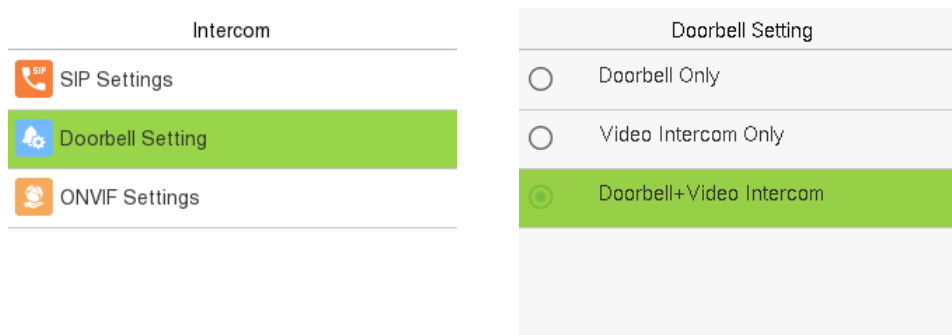 Intercom
SIP
SIP Settings
Doorbell Setting
ONVIF Settings
Doorbell Setting
Doorbell Only
Video Intercom Only
Doorbell+Video Intercom